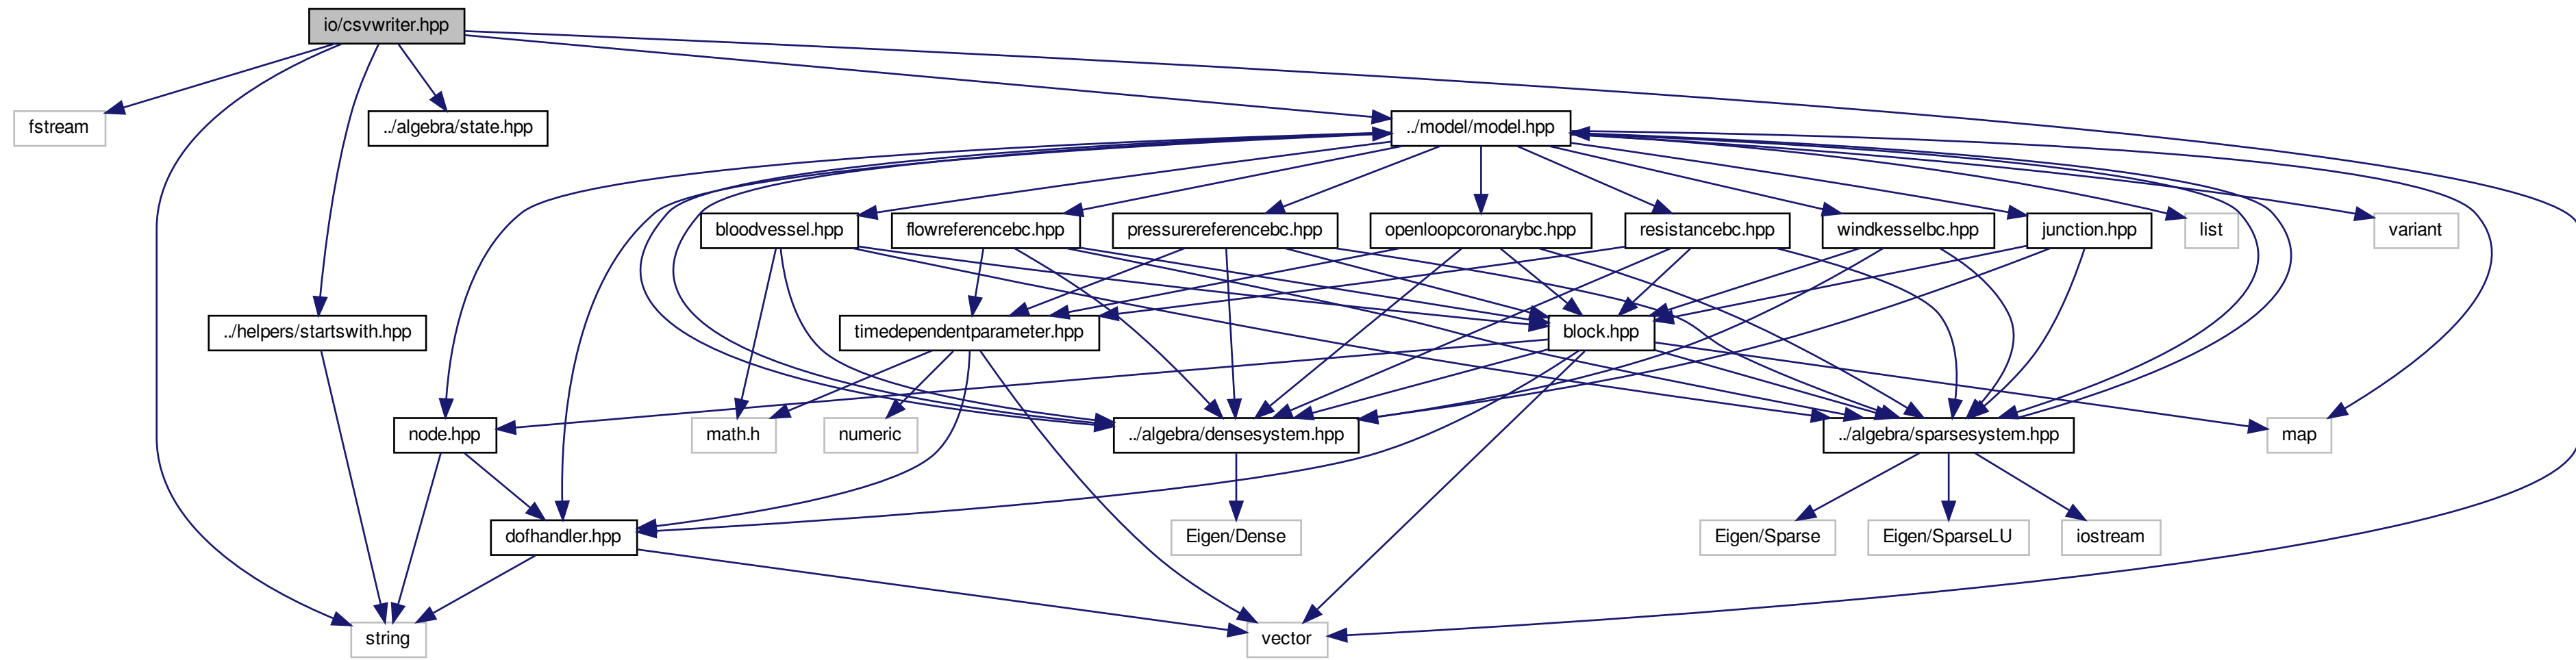 io/csvwriter.hpp
fstream
../algebra/state.hpp
../model/model.hpp
bloodvessel.hpp
flowreferencebc.hpp
pressurereferencebc.hpp
openloopcoronarybc.hpp
resistancebc.hpp
windkesselbc.hpp
junction.hpp
list
variant
../helpers/startswith.hpp
timedependentparameter.hpp
block.hpp
node.hpp
math.h
numeric
../algebra/densesystem.hpp
../algebra/sparsesystem.hpp
map
dofhandler.hpp
Eigen/Dense
Eigen/Sparse
Eigen/SparseLU
iostream
string
vector